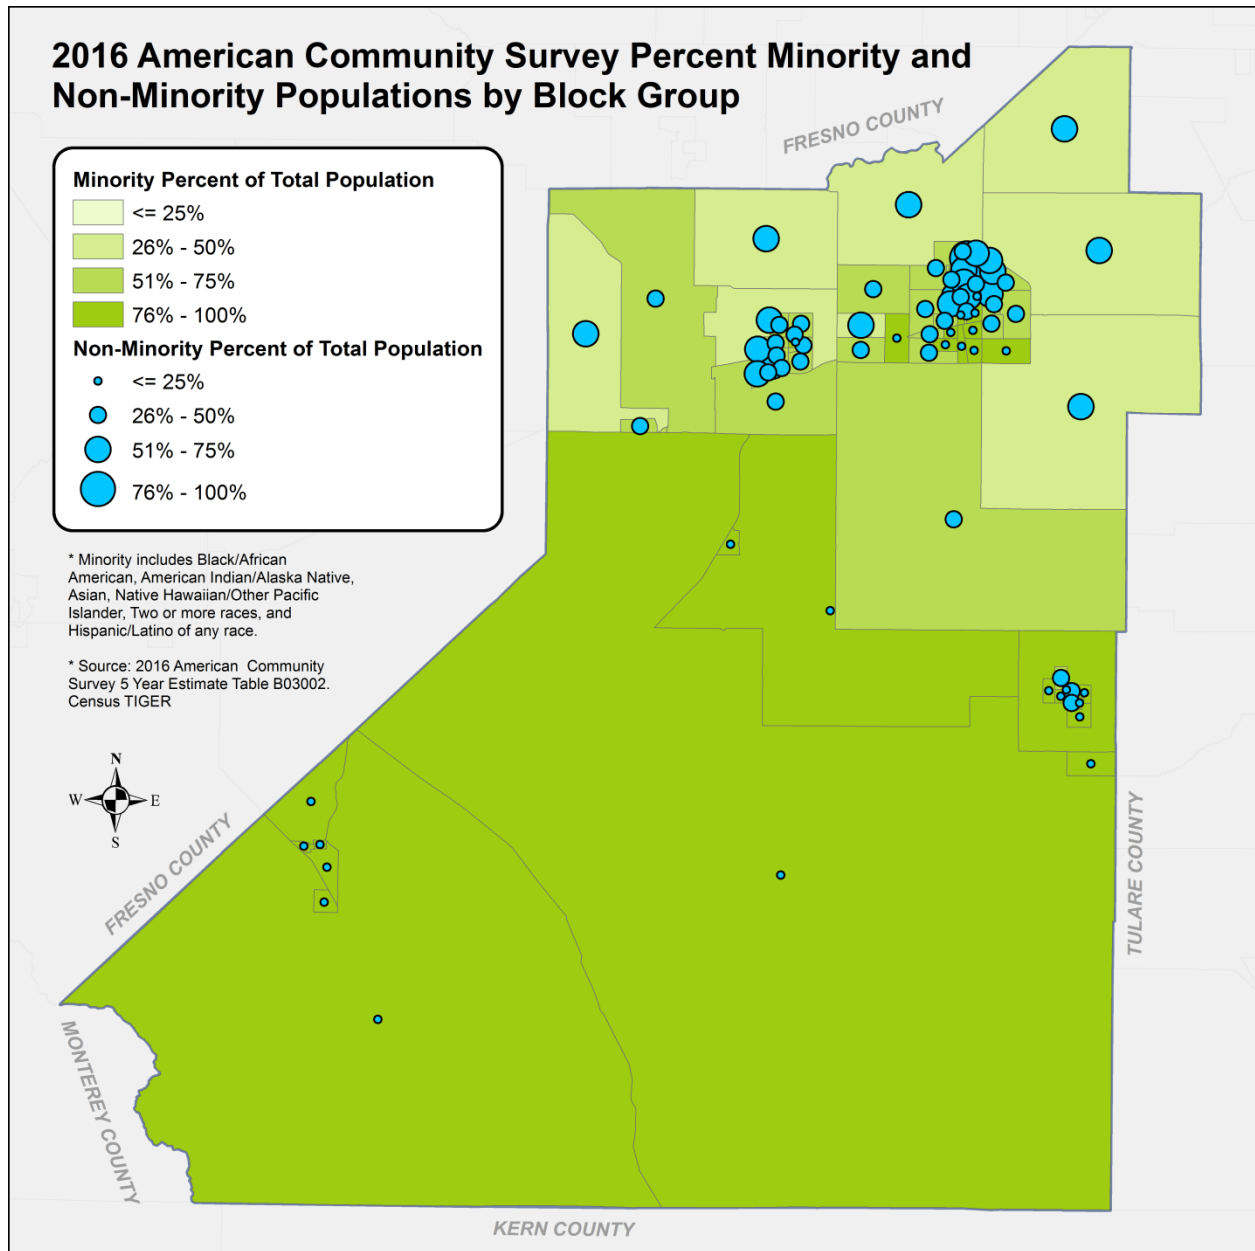 2016 American Community Survey Percent Minority and
Non-Minority Populations by Block Group
FRESNO COUNTY
Minority Percent of Total Population
<= 25%
26% - 50%
51% - 75%
76% - 100%
Non-Minority Percent of Total Population
<= 25%
26% - 50%
51% - 75%
76% - 100%
* Minority includes Black/African
American, American Indian/Alaska Native,
Asian, Native Hawaiian/Other Pacific
Islander, Two or more races, and
Hispanic/Latino of any race.
* Source: 2016 American Community
Survey 5 Year Estimate Table B03002.
Census TIGER
N
W E
S
FRESNO COUNTY
TULARE COUNTY
MONTEREY COUNTY
KERN COUNTY